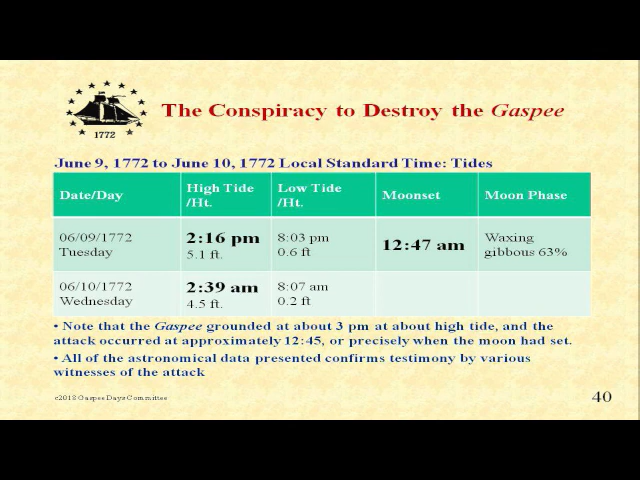 The Conspiracy to Destroy the Gaspee
1772
June 9, 1772 to June 10, 1772 Local Standard Time: Tides
Date/Day High Tide /Ht. Low Tide /Ht. Moonset Moon Phase
06/09/1772 Tuesday 2:16 pm 5.1 ft. 8:03 pm 0.6 ft 12:47 am Waxing gibbous 63%
06/10/1772 Wednesday 2:39 am 4.5 ft. 8:07 am 0.2 ft
• Note that the Gaspee grounded at about 3 pm at about high tide, and the
attack occurred at approximately 12:45, or precisely when the moon had set.
• All of the astronomical data presented confirms testimony by various
witnesses of the attack
c2018 Gaspee Days Committee
40